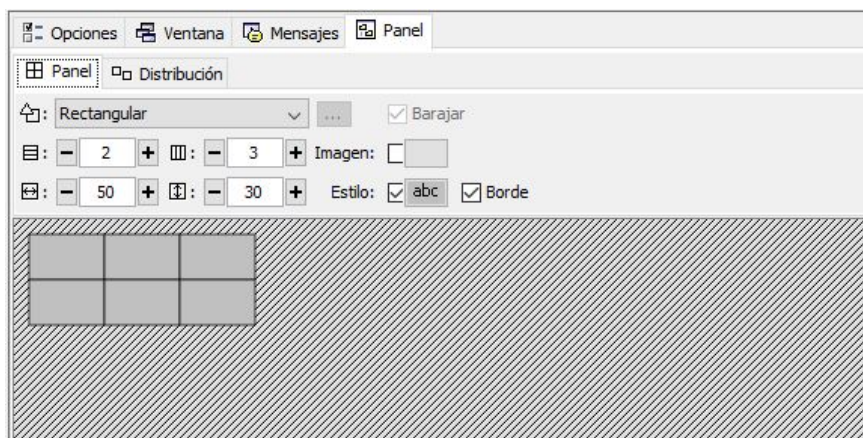 Opciones Ventana Mensajes Panel
Panel Distribución
: Rectangular ... Barajar
: − 2 + : − 3 + Imagen:
: − 50 + : − 30 + Estilo: abc Borde